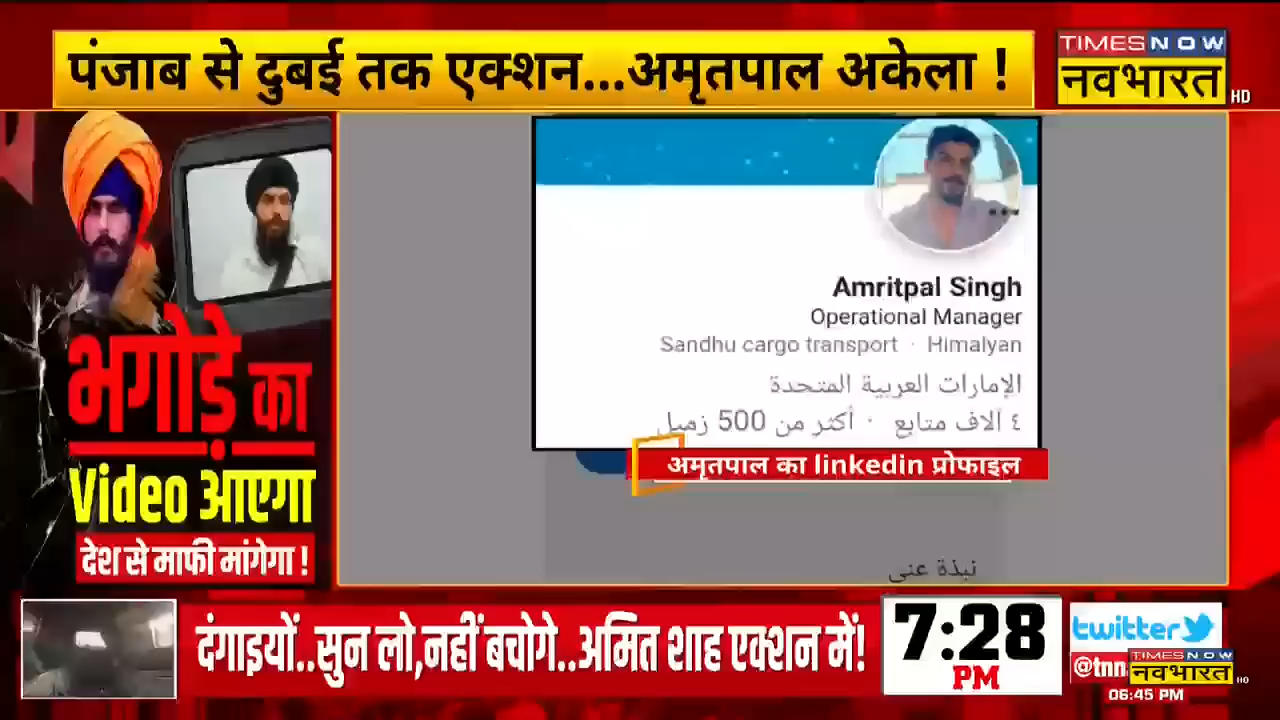 पंजाब से दुबई तक एक्शन...अमृतपाल अकेला !
TIMES NOW
नवभारत
HD
Amritpal Singh
Operational Manager
Sandhu cargo transport · Himalyan
الإمارات العربية المتحدة
٤ آلاف متابع · أكثر من 500 زميل
अमृतपाल का linkedin प्रोफाइल
نبذة عني
भगोड़े का
Video आएगा
देश से माफी मांगेगा !
दंगाइयों..सुन लो,नहीं बचोगे..अमित शाह एक्शन में!
7:28
PM
twitter
@tnn
TIMES NOW
नवभारत
HD
06:45 PM